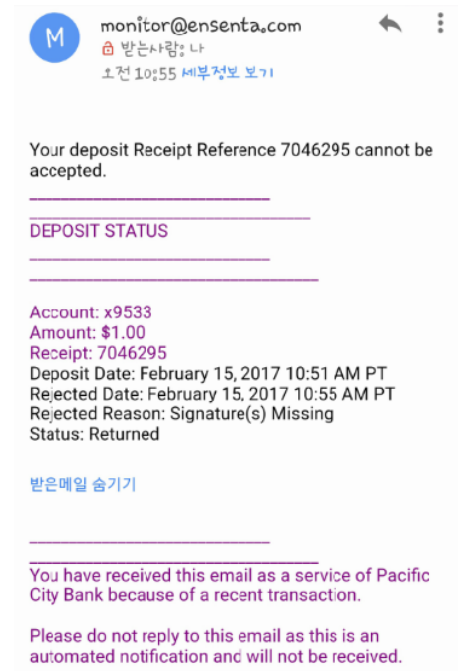 M
monitor@ensenta.com
받는사람: 나
오전 10:55 세부정보 보기
Your deposit Receipt Reference 7046295 cannot be
accepted.
DEPOSIT STATUS
Account: x9533
Amount: $1.00
Receipt: 7046295
Deposit Date: February 15, 2017 10:51 AM PT
Rejected Date: February 15, 2017 10:55 AM PT
Rejected Reason: Signature(s) Missing
Status: Returned
받은메일 숨기기
You have received this email as a service of Pacific
City Bank because of a recent transaction.
Please do not reply to this email as this is an
automated notification and will not be received.